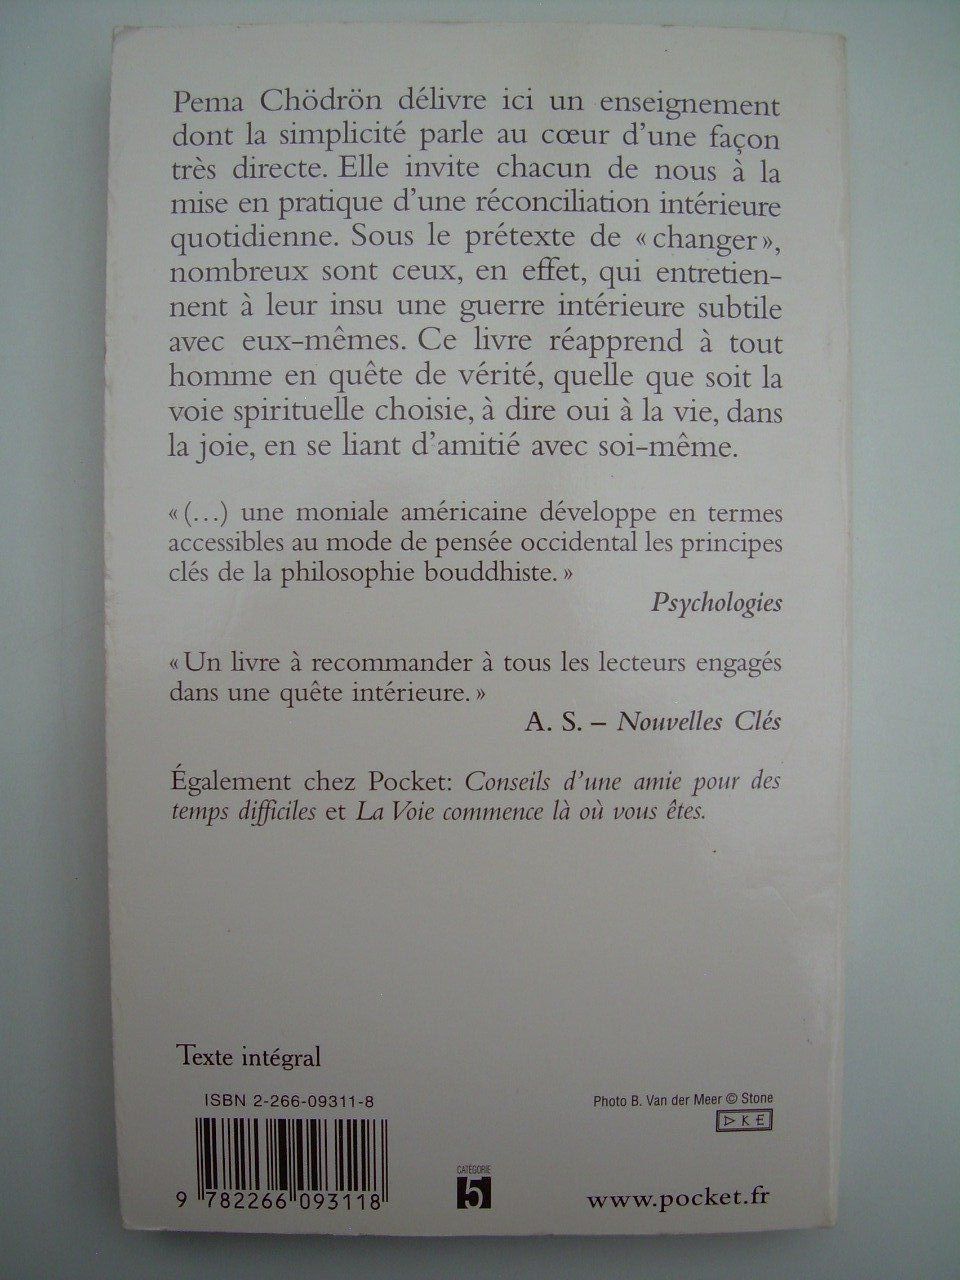 Pema Chödrön délivre ici un enseignement
dont la simplicité parle au cœur d'une façon
très directe. Elle invite chacun de nous à la
mise en pratique d'une réconciliation intérieure
quotidienne. Sous le prétexte de « changer »,
nombreux sont ceux, en effet, qui entretien-
nent à leur insu une guerre intérieure subtile
avec eux-mêmes. Ce livre réapprend à tout
homme en quête de vérité, quelle que soit la
voie spirituelle choisie, à dire oui à la vie, dans
la joie, en se liant d'amitié avec soi-même.
« (...) une moniale américaine développe en termes
accessibles au mode de pensée occidental les principes
clés de la philosophie bouddhiste. »
Psychologies
« Un livre à recommander à tous les lecteurs engagés
dans une quête intérieure. »
A. S. – Nouvelles Clés
Également chez Pocket: Conseils d'une amie pour des
temps difficiles et La Voie commence là où vous êtes.
Texte intégral
ISBN 2-266-09311-8
9 782266 093118
CATÉGORIE
5
Photo B. Van der Meer © Stone
DKE
www.pocket.fr